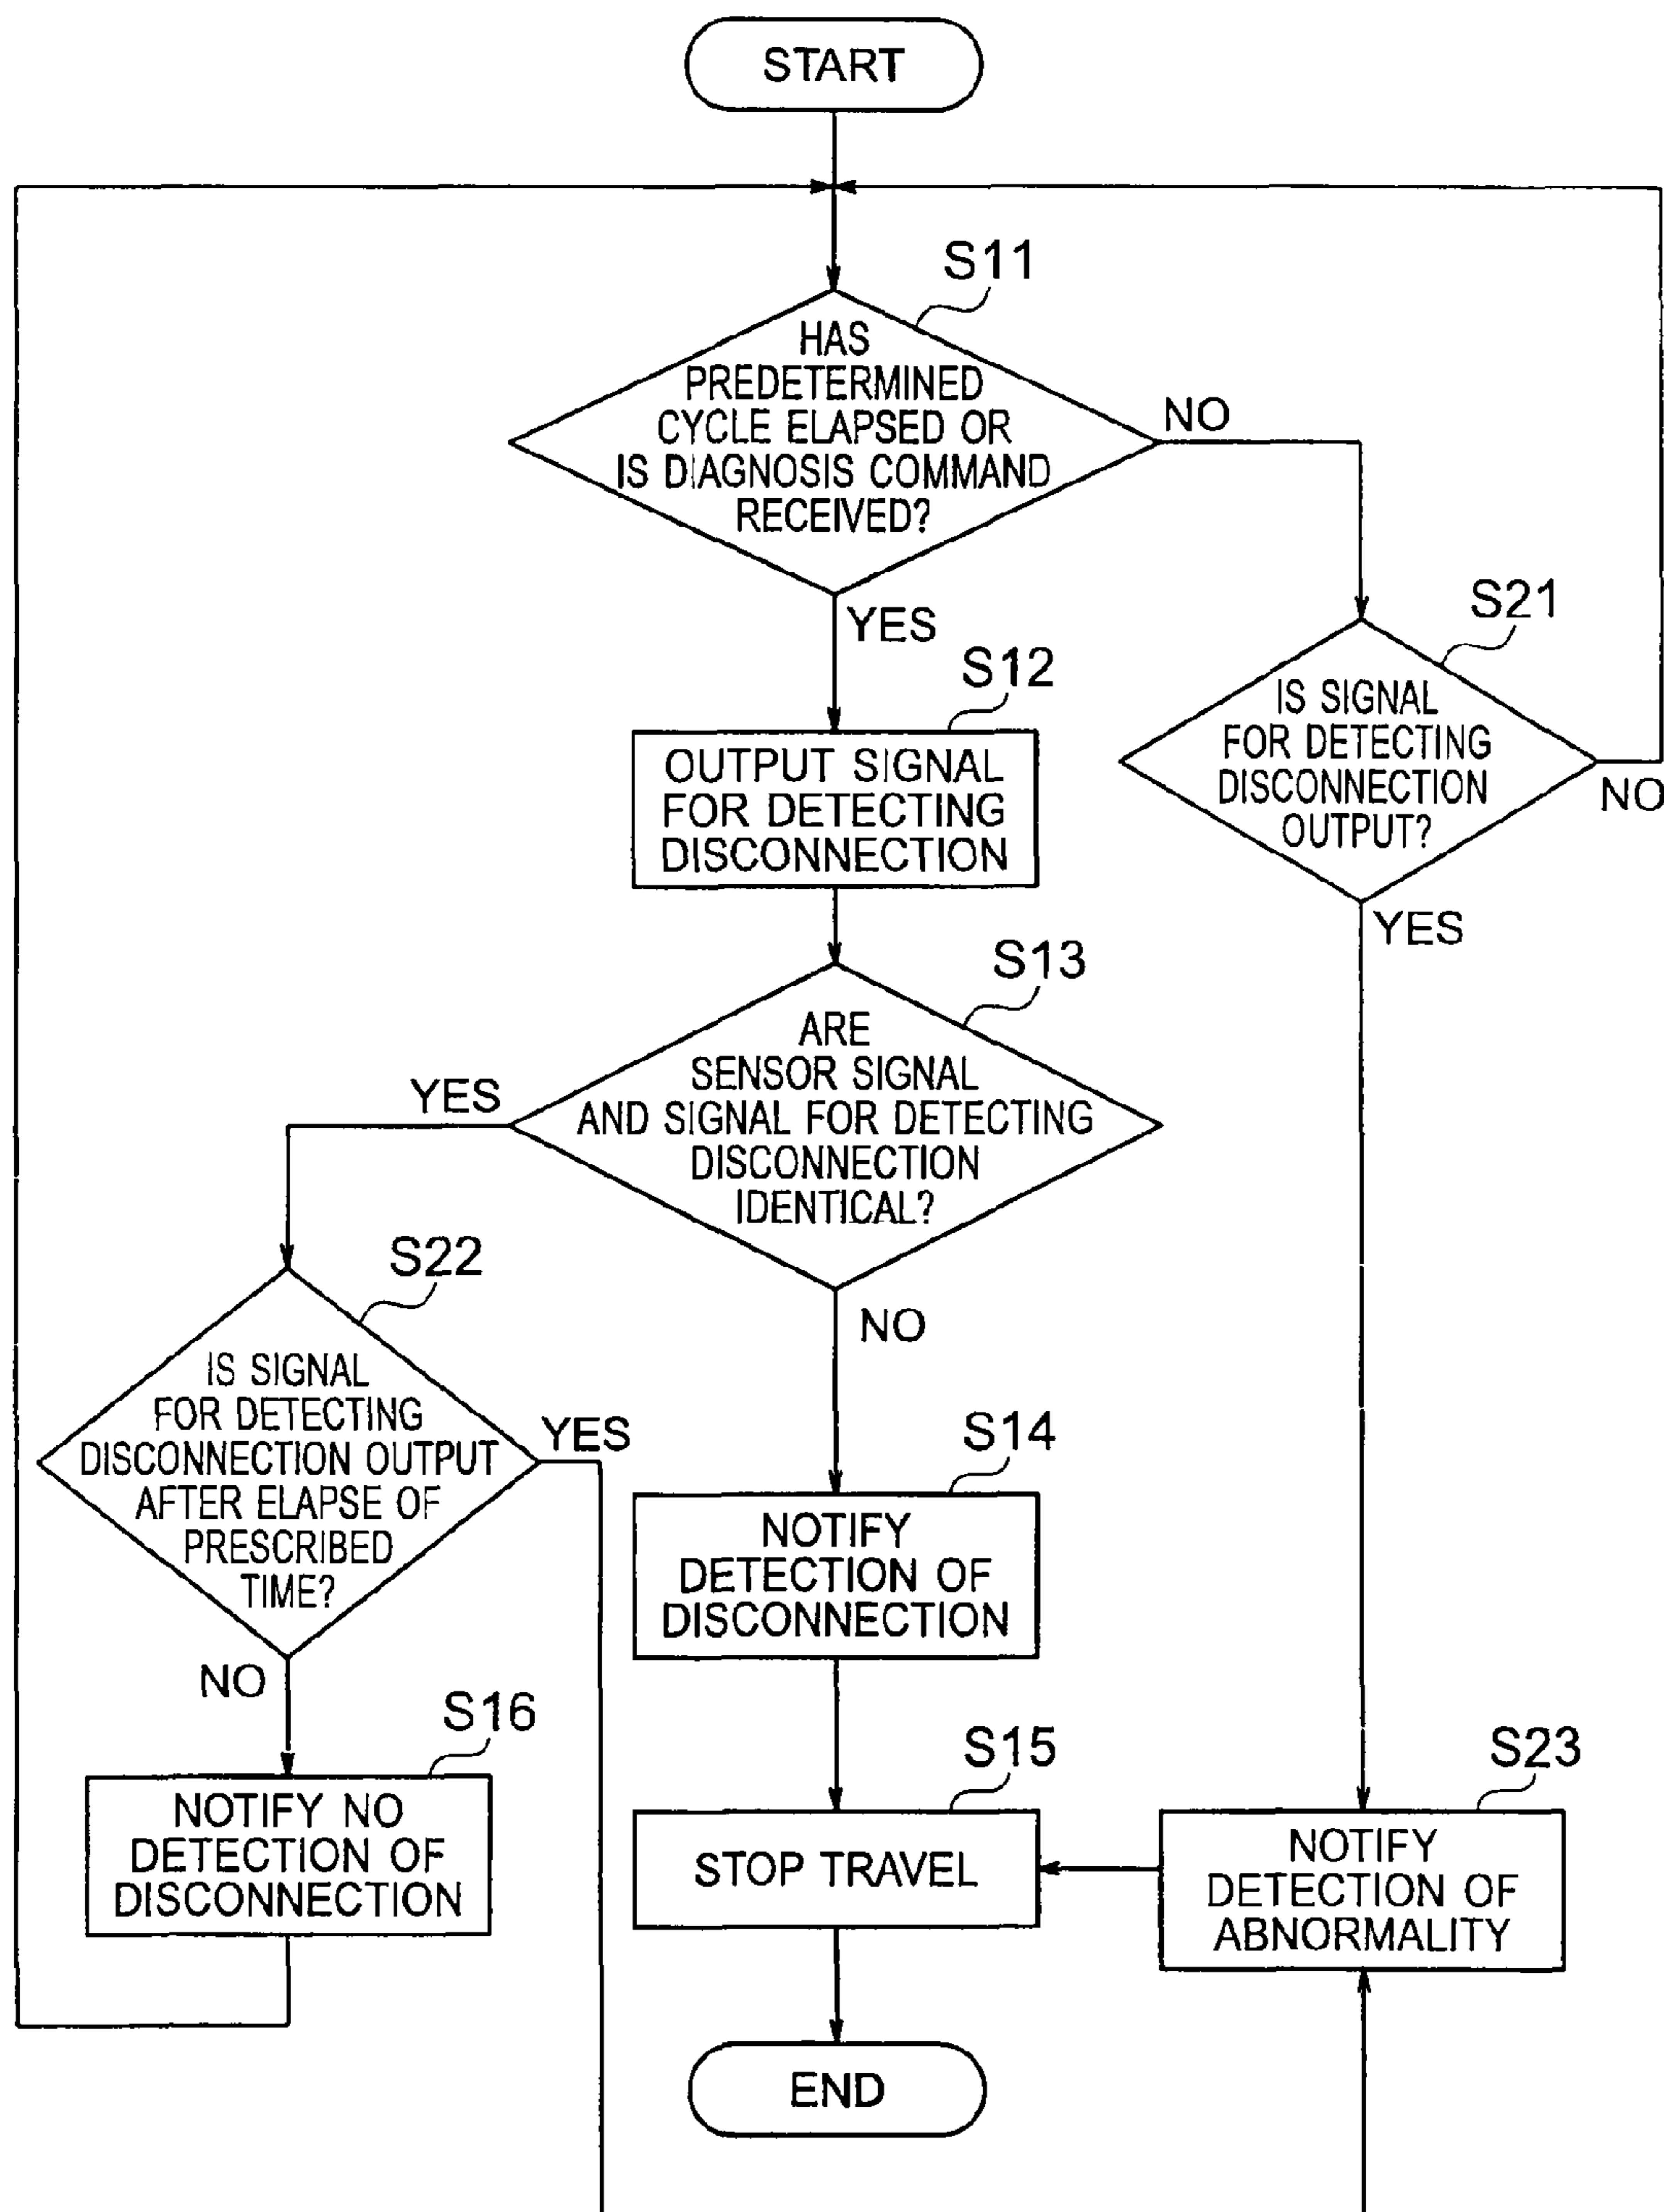 START
S11
HAS
PREDETERMINED
CYCLE ELAPSED OR
IS DIAGNOSIS COMMAND
RECEIVED?
NO
YES
S21
IS SIGNAL
FOR DETECTING
DISCONNECTION
OUTPUT?
NO
YES
S12
OUTPUT SIGNAL
FOR DETECTING
DISCONNECTION
S13
ARE
SENSOR SIGNAL
AND SIGNAL FOR DETECTING
DISCONNECTION
IDENTICAL?
YES
NO
S22
IS SIGNAL
FOR DETECTING
DISCONNECTION OUTPUT
AFTER ELAPSE OF
PRESCRIBED
TIME?
YES
NO
S14
NOTIFY
DETECTION OF
DISCONNECTION
S16
NOTIFY NO
DETECTION OF
DISCONNECTION
S15
STOP TRAVEL
S23
NOTIFY
DETECTION OF
ABNORMALITY
END